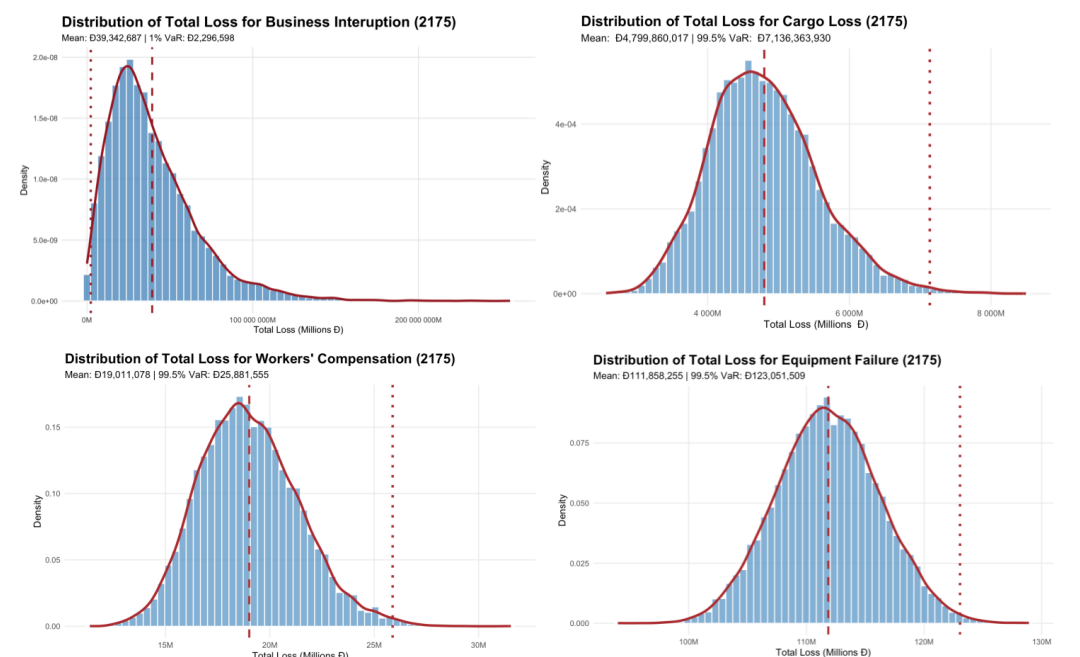 Distribution of Total Loss for Business Interuption (2175)
Mean: Đ39,342,687 | 1% VaR: Đ2,296,598
2.0e-08
1.5e-08
1.0e-08
5.0e-09
0.0e+00
Density
0M
100 000 000M
200 000 000M
Total Loss (Millions Đ)
Distribution of Total Loss for Cargo Loss (2175)
Mean: Đ4,799,860,017 | 99.5% VaR: Đ7,136,363,930
4e-04
2e-04
0e+00
Density
4 000M
6 000M
8 000M
Total Loss (Millions Đ)
Distribution of Total Loss for Workers' Compensation (2175)
Mean: Đ19,011,078 | 99.5% VaR: Đ25,881,555
0.15
0.10
0.05
0.00
Density
15M
20M
25M
30M
Total Loss (Millions Đ)
Distribution of Total Loss for Equipment Failure (2175)
Mean: Đ111,858,255 | 99.5% VaR: Đ123,051,509
0.075
0.050
0.025
0.000
Density
100M
110M
120M
130M
Total Loss (Millions Đ)